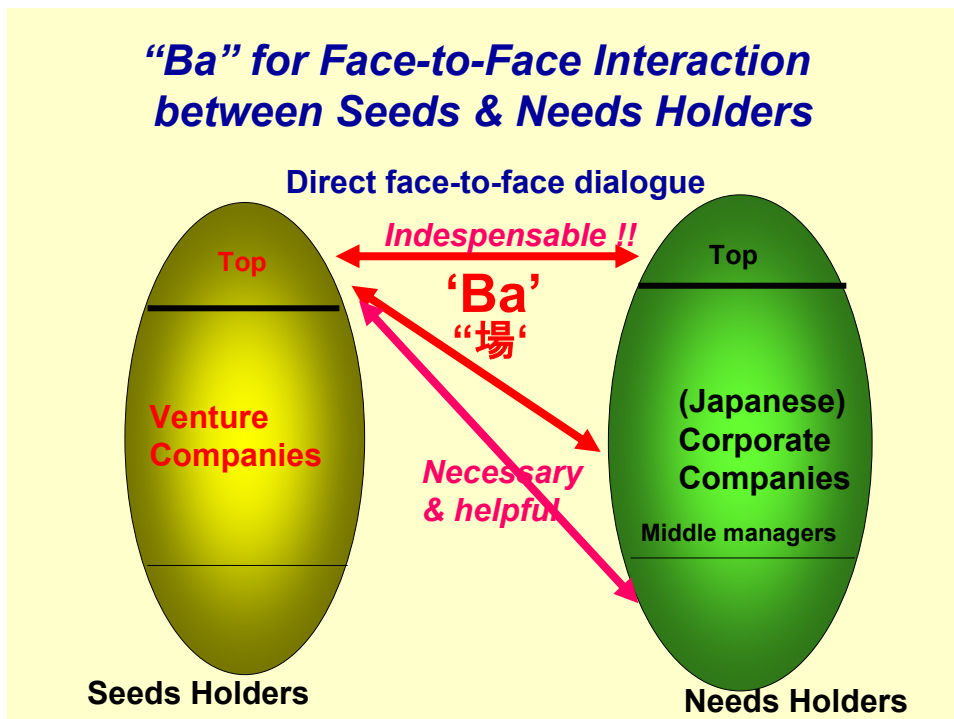 “Ba” for Face-to-Face Interaction
between Seeds & Needs Holders
Direct face-to-face dialogue
Indespensable !!
Top
Top
‘Ba’
“場‘
Venture
Companies
(Japanese)
Corporate
Companies
Necessary
& helpful
Middle managers
Seeds Holders
Needs Holders